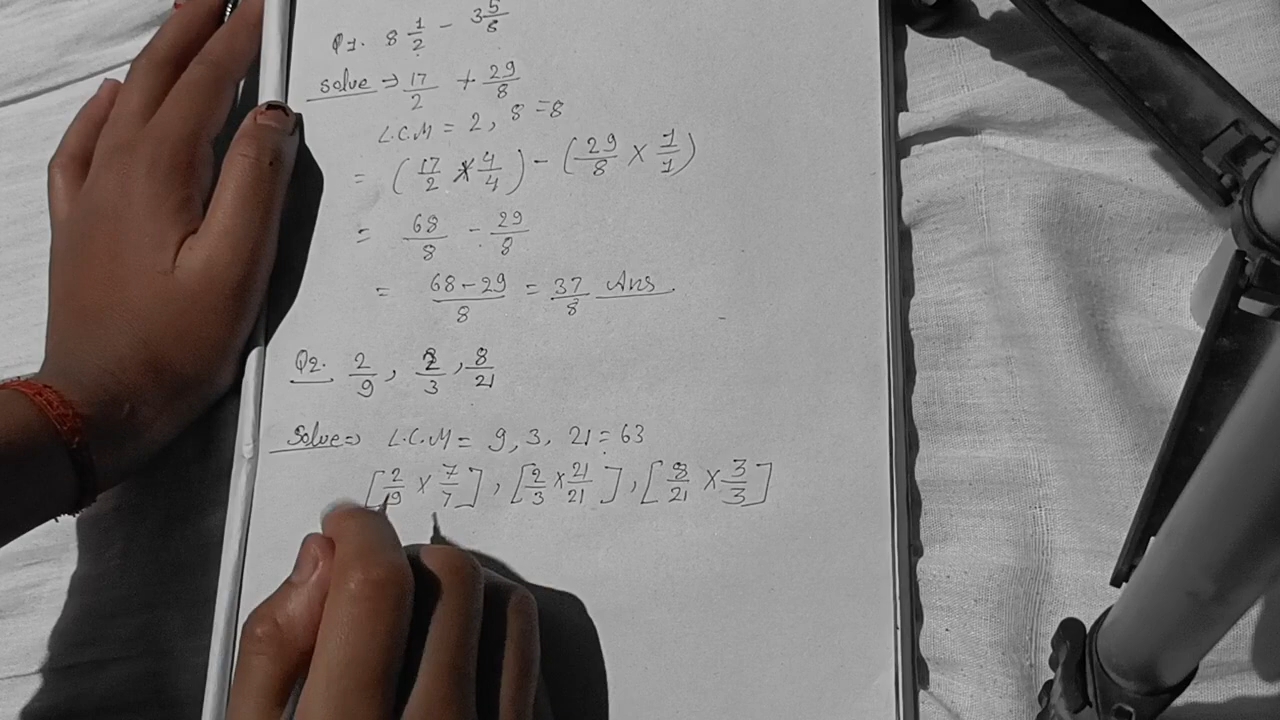 Q1. 8 1/2 - 3 5/8
Solve ⇒ 17/2 + 29/8
L.C.M = 2, 8 = 8
= (17/2 × 4/4) - (29/8 × 1/1)
= 68/8 - 29/8
= 68-29/8 = 37/8 Ans.
Q2. 2/9, 2/3, 8/21
Solve ⇒ L.C.M = 9, 3, 21 = 63
[2/9 × 7/7], [2/3 × 21/21], [8/21 × 3/3]